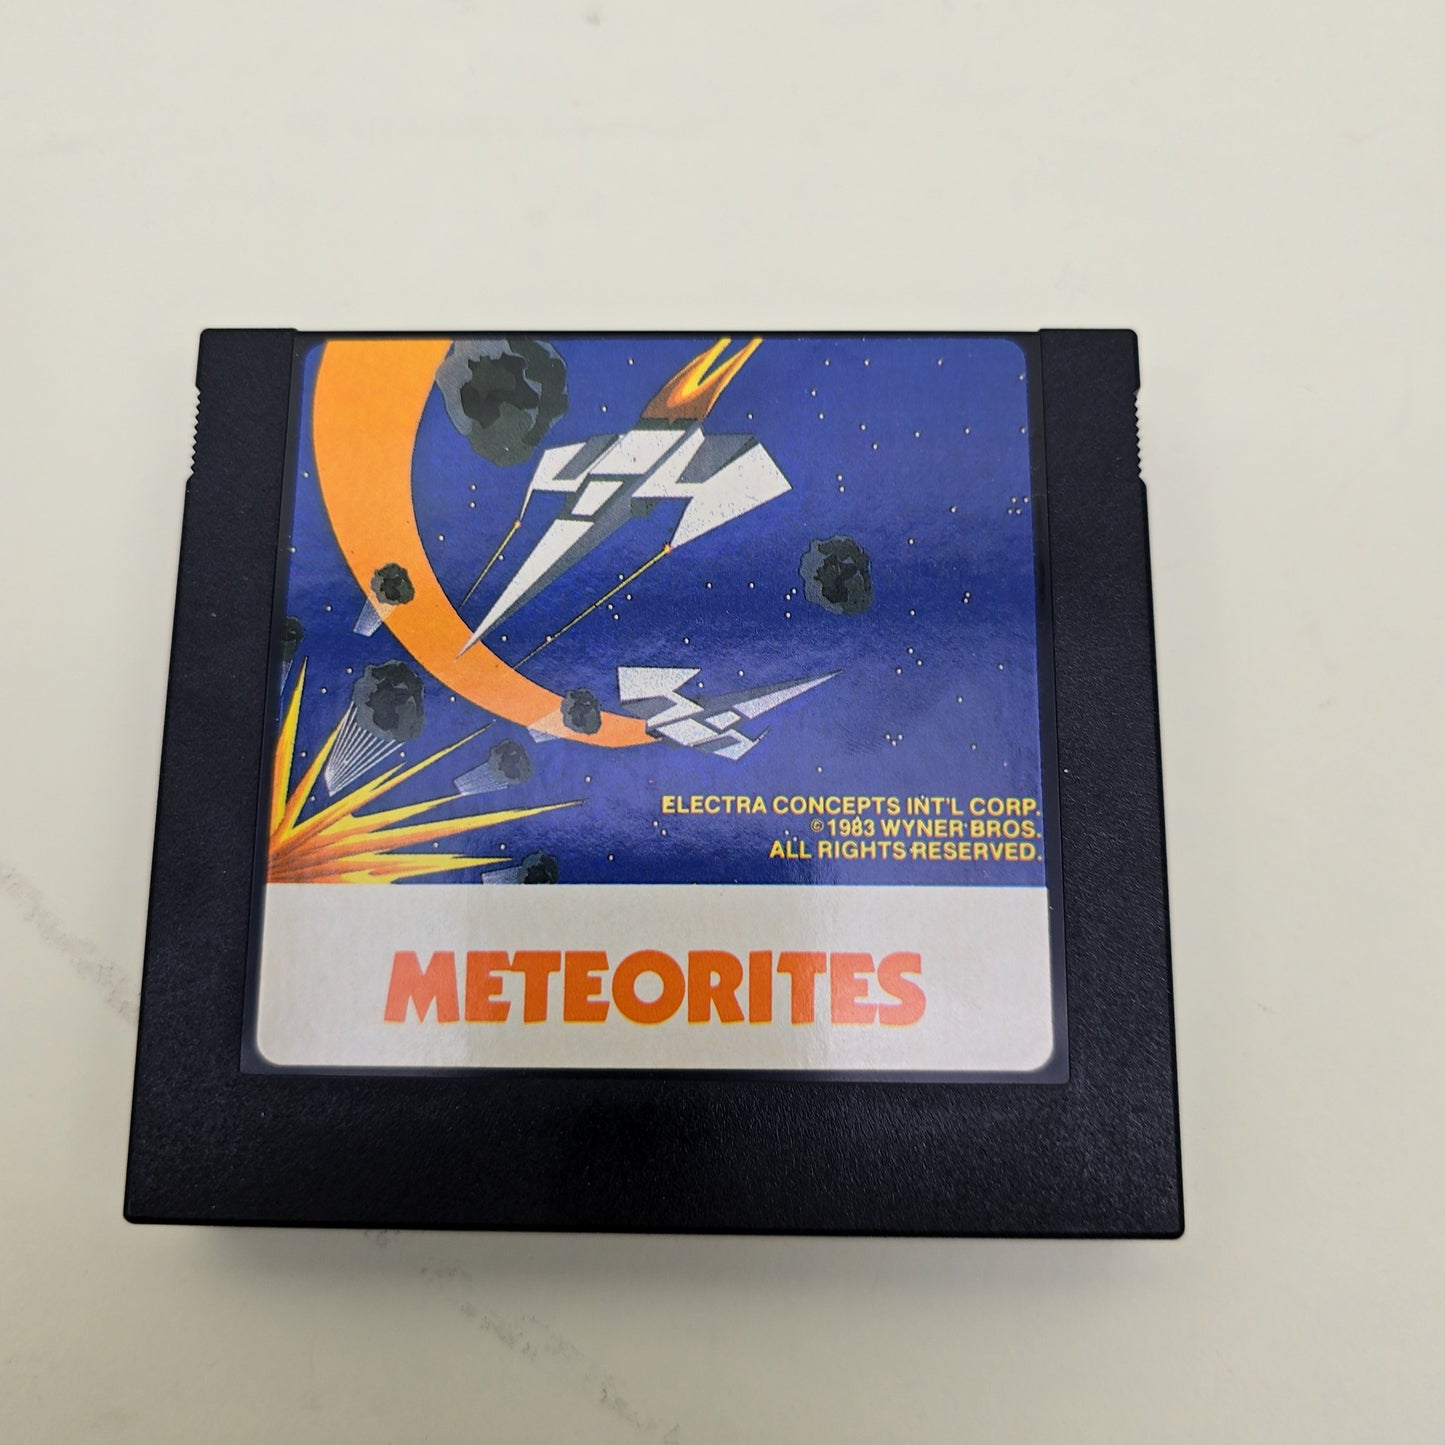 ELECTRA CONCEPTS INT'L CORP.
© 1983 WYNER BROS.
ALL RIGHTS RESERVED.
METEORITES